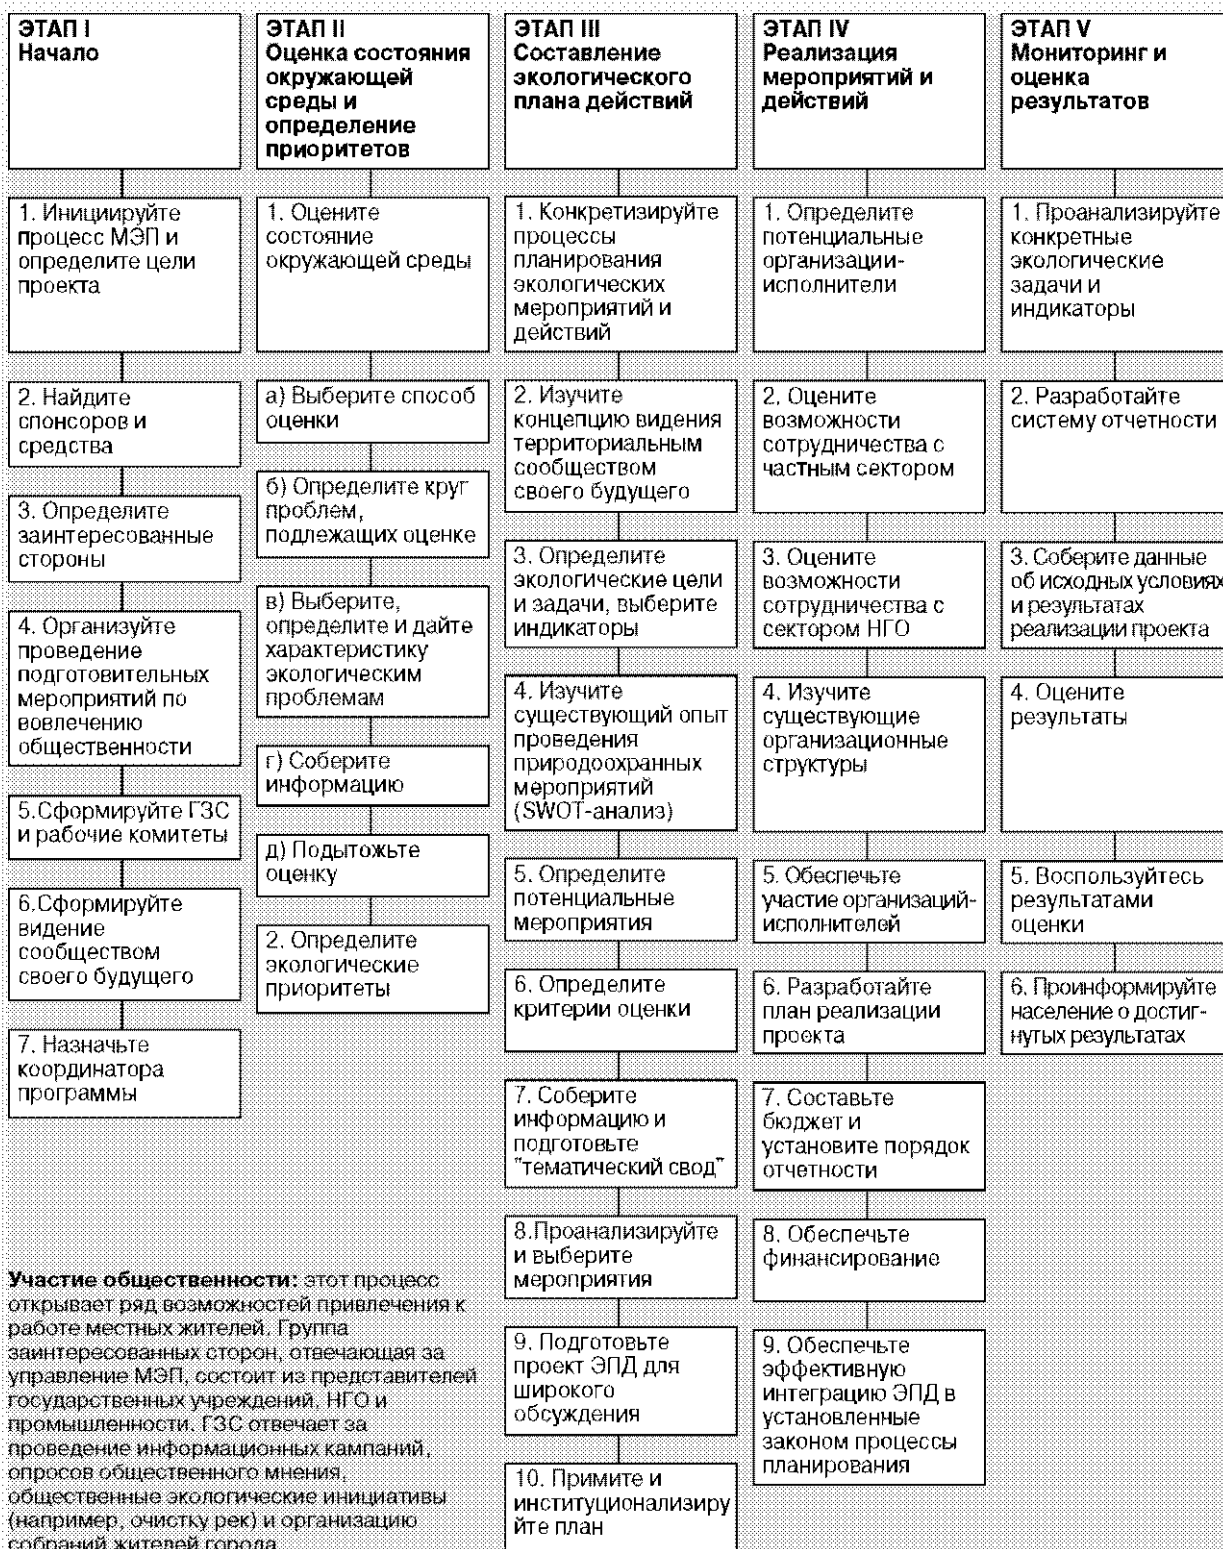 ЭТАП I
Начало
1. Инициируйте
процесс МЭП и
определите цели
проекта
2. Найдите
спонсоров и
средства
3. Определите
заинтересованные
стороны
4. Организуйте
проведение
подготовительных
мероприятий по
вовлечению
общественности
5.Сформируйте ГЗС
и рабочие комитеты
6.Сформируйте
видение
сообществом
своего будущего
7. Назначьте
координатора
программы
ЭТАП II
Оценка состояния
окружающей
среды и
определение
приоритетов
1. Оцените
состояние
окружающей среды
а) Выберите способ
оценки
б) Определите круг
проблем,
подлежащих оценке
в) Выберите,
определите и дайте
характеристику
экологическим
проблемам
г) Соберите
информацию
д) Подытожьте
оценку
2. Определите
экологические
приоритеты
ЭТАП III
Составление
экологического
плана действий
1. Конкретизируйте
процессы
планирования
экологических
мероприятий и
действий
2. Изучите
концепцию видения
территориальным
сообществом
своего будущего
3. Определите
экологические цели
и задачи, выберите
индикаторы
4. Изучите
существующий опыт
проведения
природоохранных
мероприятий
(SWOT-анализ)
5. Определите
потенциальные
мероприятия
6. Определите
критерии оценки
7. Соберите
информацию и
подготовьте
"тематический свод"
8.Проанализируйте
и выберите
мероприятия
9. Подготовьте
проект ЭПД для
широкого
обсуждения
10. Примите и
институционализиру
йте план
ЭТАП IV
Реализация
мероприятий и
действий
1. Определите
потенциальные
организации-
исполнители
2. Оцените
возможности
сотрудничества с
частным сектором
3. Оцените
возможности
сотрудничества с
сектором НГО
4. Изучите
существующие
организационные
структуры
5. Обеспечьте
участие организаций-
исполнителей
6. Разработайте
план реализации
проекта
7. Составьте
бюджет и
установите порядок
отчетности
8. Обеспечьте
финансирование
9. Обеспечьте
эффективную
интеграцию ЭПД в
установленные
законом процессы
планирования
ЭТАП V
Мониторинг и
оценка
результатов
1. Проанализируйте
конкретные
экологические
задачи и
индикаторы
2. Разработайте
систему отчетности
3. Соберите данные
об исходных условиях
и результатах
реализации проекта
4. Оцените
результаты
5. Воспользуйтесь
результатами
оценки
6. Проинформируйте
население о достиг-
нутых результатах
Участие общественности: этот процесс
открывает ряд возможностей привлечения к
работе местных жителей. Группа
заинтересованных сторон, отвечающая за
управление МЭП, состоит из представителей
государственных учреждений, НГО и
промышленности. ГЗС отвечает за
проведение информационных кампаний,
опросов общественного мнения,
общественные экологические инициативы
(например, очистку рек) и организацию
собраний жителей города